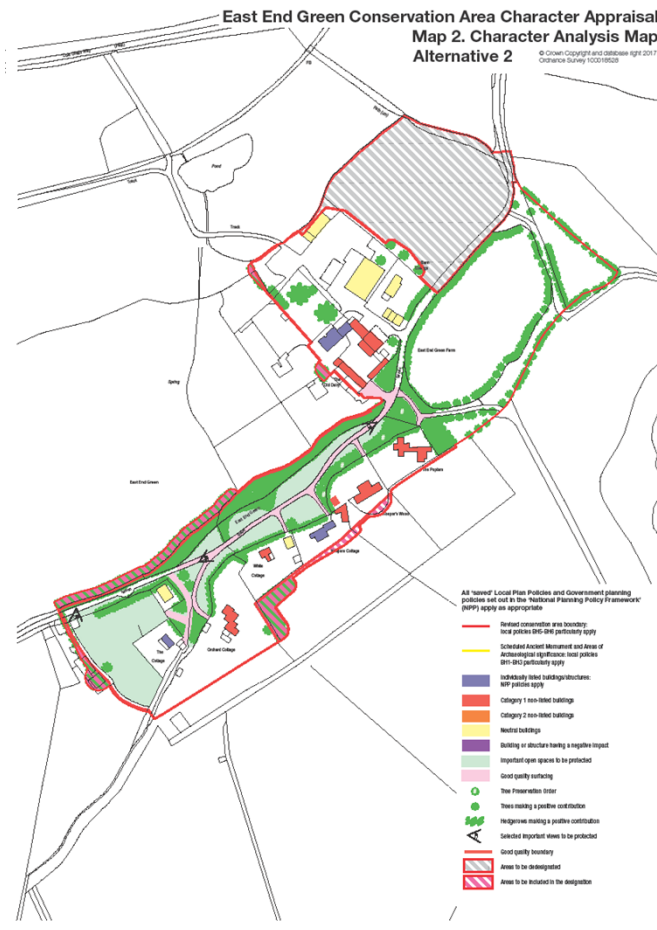 East End Green Conservation Area Character Appraisal
Map 2. Character Analysis Map
Alternative 2
© Crown Copyright and database right 2017
Ordnance Survey 100018528
Pond
Track
Track
East End Green Farm
Spring
East End Green
The Poplars
White
Cottage
Orchard Cottage
Cottage
All 'saved' Local Plan Policies and Government planning
policies set out in the 'National Planning Policy Framework'
(NPP) apply as appropriate
Revised conservation area boundary:
local policies BH5-BH6 particularly apply
Scheduled Ancient Monument and Areas of
Archaeological significance: local policies
BH1-BH3 particularly apply
Individually listed buildings/structures:
NPP policies apply
Category 1 non-listed buildings
Category 2 non-listed buildings
Neutral buildings
Building or structure having a negative impact
Important open spaces to be protected
Good quality surfacing
Tree Preservation Order
Trees making a positive contribution
Hedgerows making a positive contribution
Selected important views to be protected
Good quality boundary
Areas to be dedesignated
Areas to be included in the designation